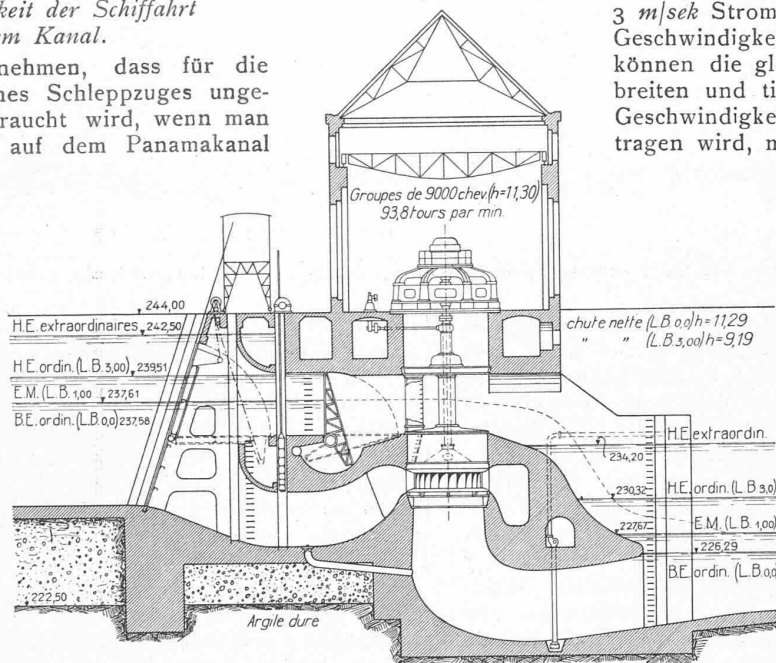 keit der Schiffahrt
em Kanal.
nehmen, dass für die
nes Schleppzuges unge-
raucht wird, wenn man
auf dem Panamakanal
3 m/sek Strom
Geschwindigke
können die gl
breiten und ti
Geschwindigke
tragen wird, n
Groupes de 9000 chev. (h=11,30)
93,8 tours par min.
244,00
H.E. extraordinaires 242,50
H.E. ordin. (L.B. 3,00) 239,51
E.M. (L.B. 1,00) 237,61
B.E. ordin. (L.B. 0,0) 237,58
chute nette (L.B. 0,0) h=11,29
" " (L.B. 3,00) h=9,19
H.E. extraordin.
234,20
230,32 H.E. ordin. (L.B. 3,0)
227,67 E.M. (L.B. 1,00)
226,29
B.E. ordin. (L.B. 0,0
222,50
Argile dure